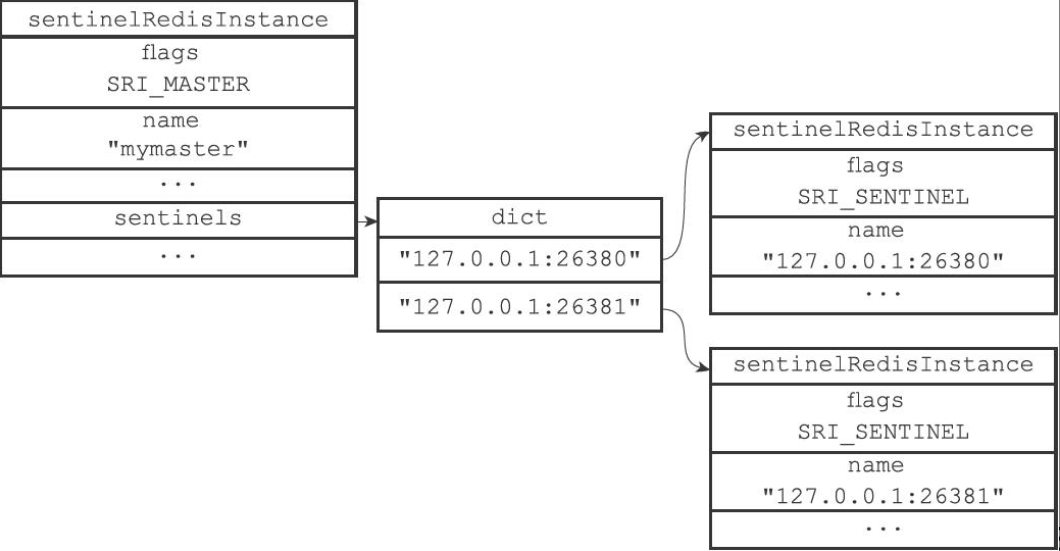 sentinelRedisInstance
flags
SRI_MASTER
name
"mymaster"
...
sentinels
...
dict
"127.0.0.1:26380"
"127.0.0.1:26381"
sentinelRedisInstance
flags
SRI_SENTINEL
name
"127.0.0.1:26380"
...
sentinelRedisInstance
flags
SRI_SENTINEL
name
"127.0.0.1:26381"
...